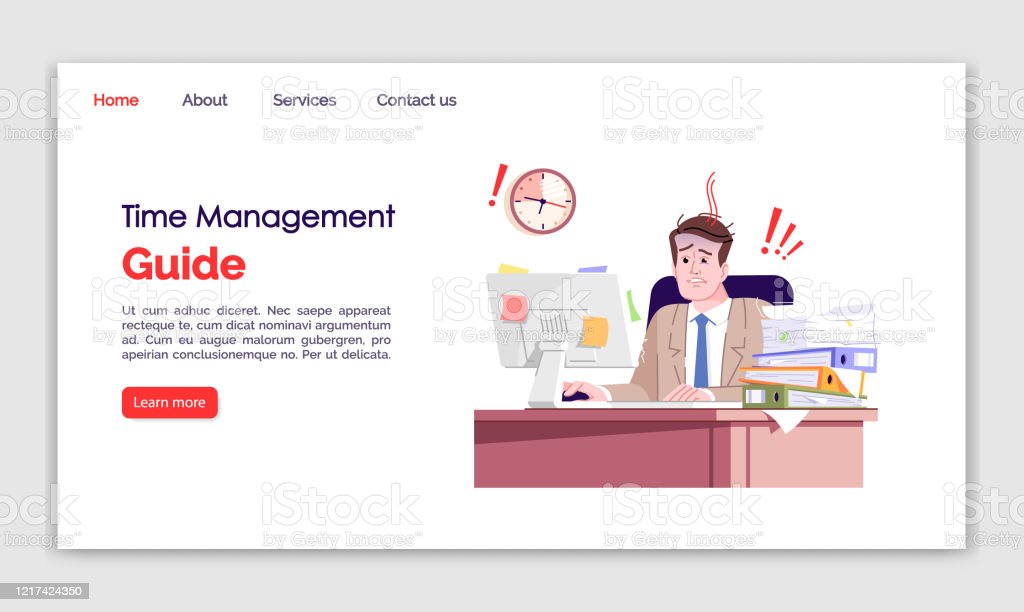 Home About Services Contact us
Time Management
Guide
Ut cum adhuc diceret. Nec saepe appareat
recteque te, cum dicat nominavi argumentum
ad. Cum eu augue malorum gubergren, pro
apeirian conclusionemque no. Per ut delicata.
Learn more
iStock
by Getty Images™
1217424350